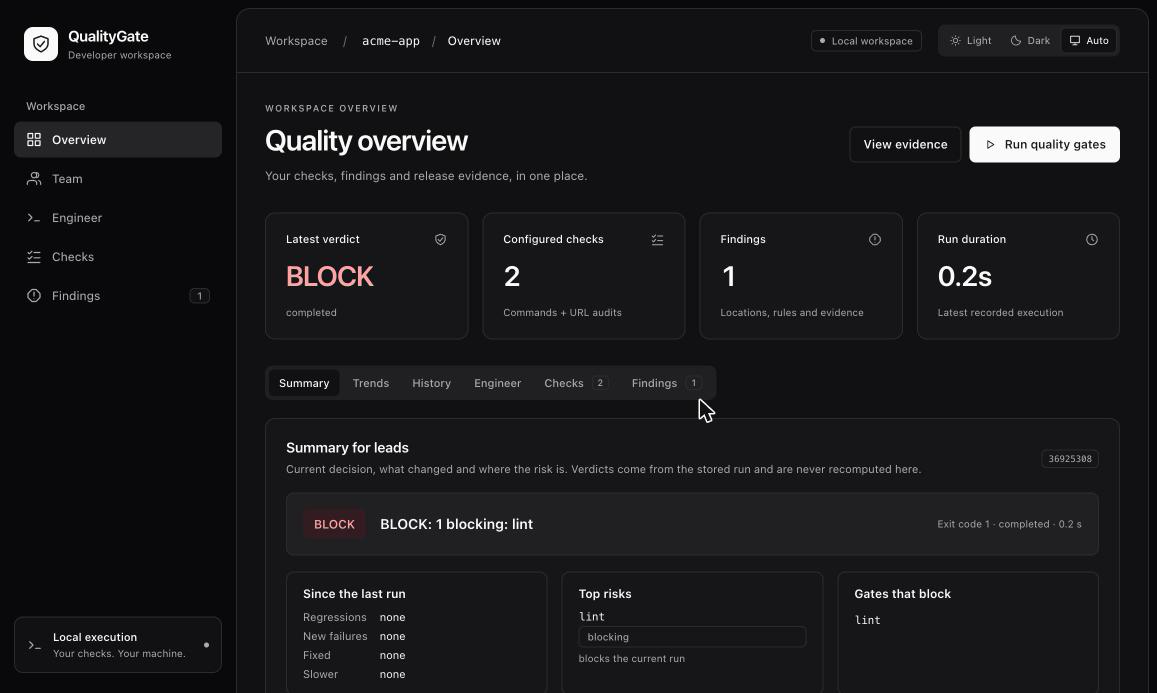 QualityGate
Developer workspace
Workspace
Overview
Team
Engineer
Checks
Findings 1
Local execution
Your checks. Your machine.
Workspace / acme-app / Overview
Local workspace
Light Dark Auto
WORKSPACE OVERVIEW
Quality overview
Your checks, findings and release evidence, in one place.
View evidence
Run quality gates
Latest verdict
BLOCK
completed
Configured checks
2
Commands + URL audits
Findings
1
Locations, rules and evidence
Run duration
0.2s
Latest recorded execution
Summary Trends History Engineer Checks 2 Findings 1
Summary for leads
Current decision, what changed and where the risk is. Verdicts come from the stored run and are never recomputed here.
36925308
BLOCK BLOCK: 1 blocking: lint Exit code 1 · completed · 0.2 s
Since the last run
Regressions none
New failures none
Fixed none
Slower none
Top risks
lint
blocking
blocks the current run
Gates that block
lint